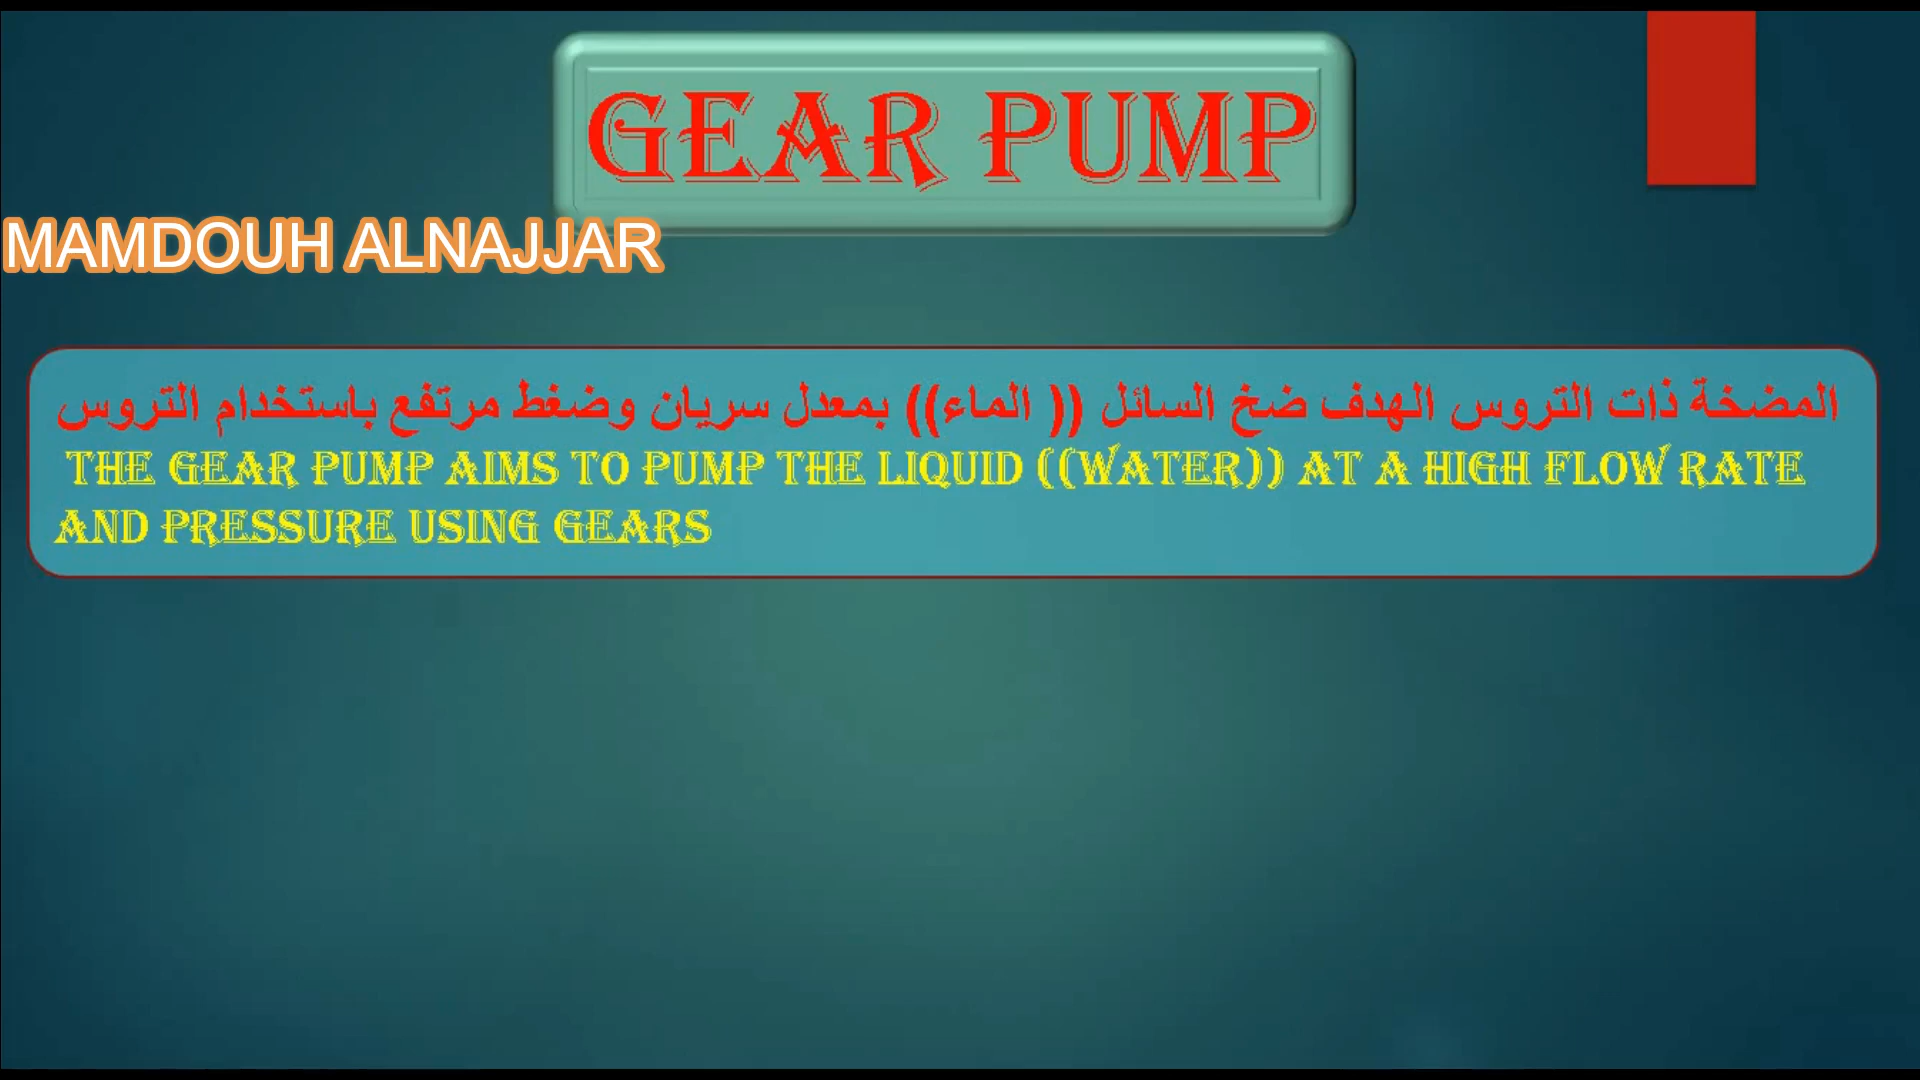 GEAR PUMP
MAMDOUH ALNAJJAR
المضخة ذات التروس الهدف ضخ السائل (( الماء)) بمعدل سريان وضغط مرتفع باستخدام التروس
THE GEAR PUMP AIMS TO PUMP THE LIQUID ((WATER)) AT A HIGH FLOW RATE
AND PRESSURE USING GEARS